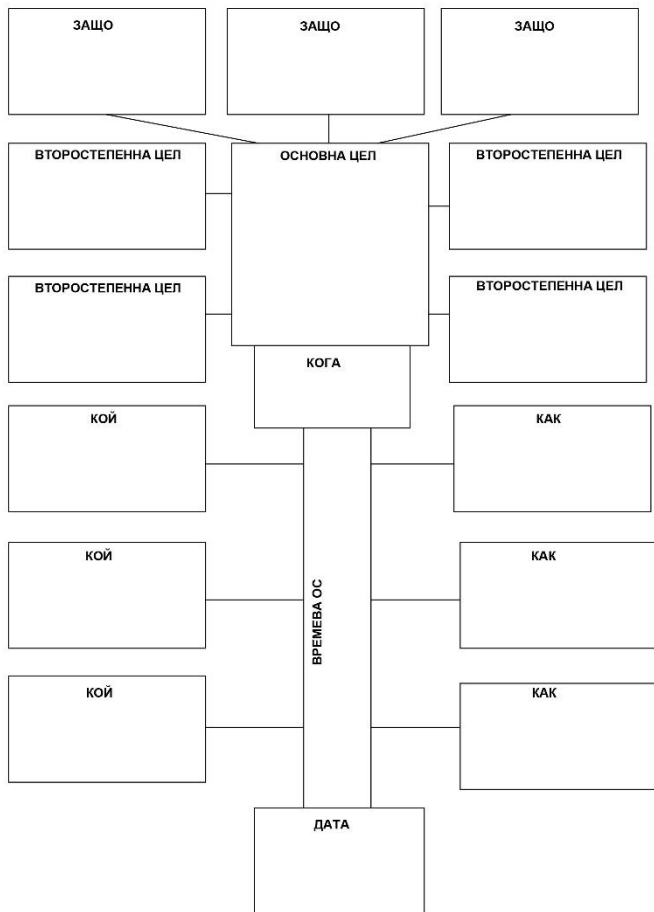 ЗАЩО
ЗАЩО
ЗАЩО
ВТОРОСТЕПЕННА ЦЕЛ
ОСНОВНА ЦЕЛ
ВТОРОСТЕПЕННА ЦЕЛ
ВТОРОСТЕПЕННА ЦЕЛ
ВТОРОСТЕПЕННА ЦЕЛ
КОГА
КОЙ
КАК
КОЙ
КАК
ВРЕМЕВА ОС
КОЙ
КАК
ДАТА